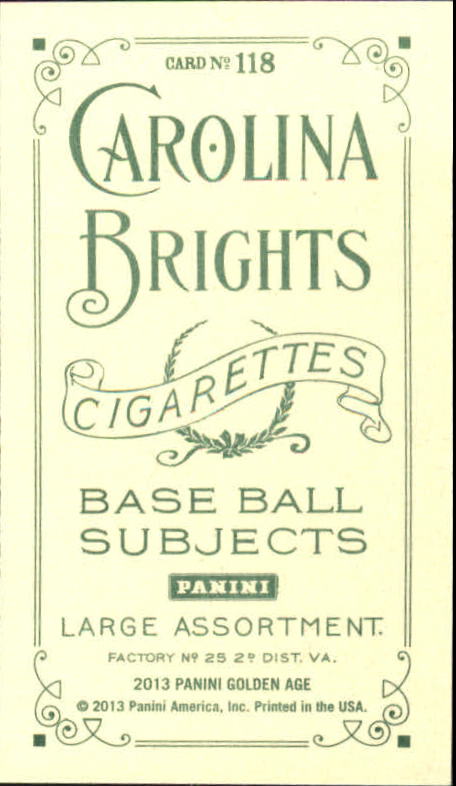 CARD Nº 118
CAROLINA
BRIGHTS
CIGARETTES
BASE BALL
SUBJECTS
PANINI
LARGE ASSORTMENT.
FACTORY Nº 25 2ᴰ DIST. VA.
2013 PANINI GOLDEN AGE
© 2013 Panini America, Inc. Printed in the USA.